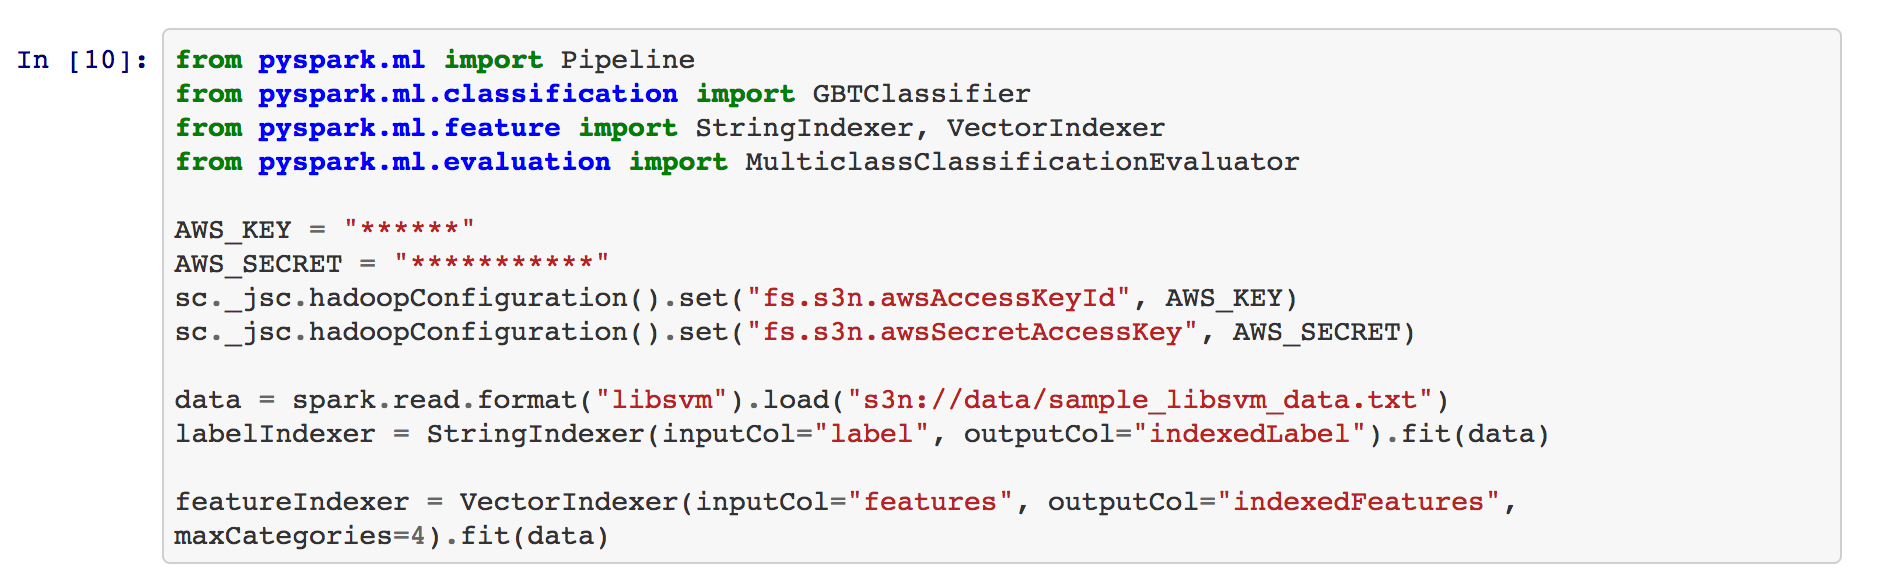 In [10]: from pyspark.ml import Pipeline
from pyspark.ml.classification import GBTClassifier
from pyspark.ml.feature import StringIndexer, VectorIndexer
from pyspark.ml.evaluation import MulticlassClassificationEvaluator
AWS_KEY = "******"
AWS_SECRET = "***********"
sc._jsc.hadoopConfiguration().set("fs.s3n.awsAccessKeyId", AWS_KEY)
sc._jsc.hadoopConfiguration().set("fs.s3n.awsSecretAccessKey", AWS_SECRET)
data = spark.read.format("libsvm").load("s3n://data/sample_libsvm_data.txt")
labelIndexer = StringIndexer(inputCol="label", outputCol="indexedLabel").fit(data)
featureIndexer = VectorIndexer(inputCol="features", outputCol="indexedFeatures",
maxCategories=4).fit(data)